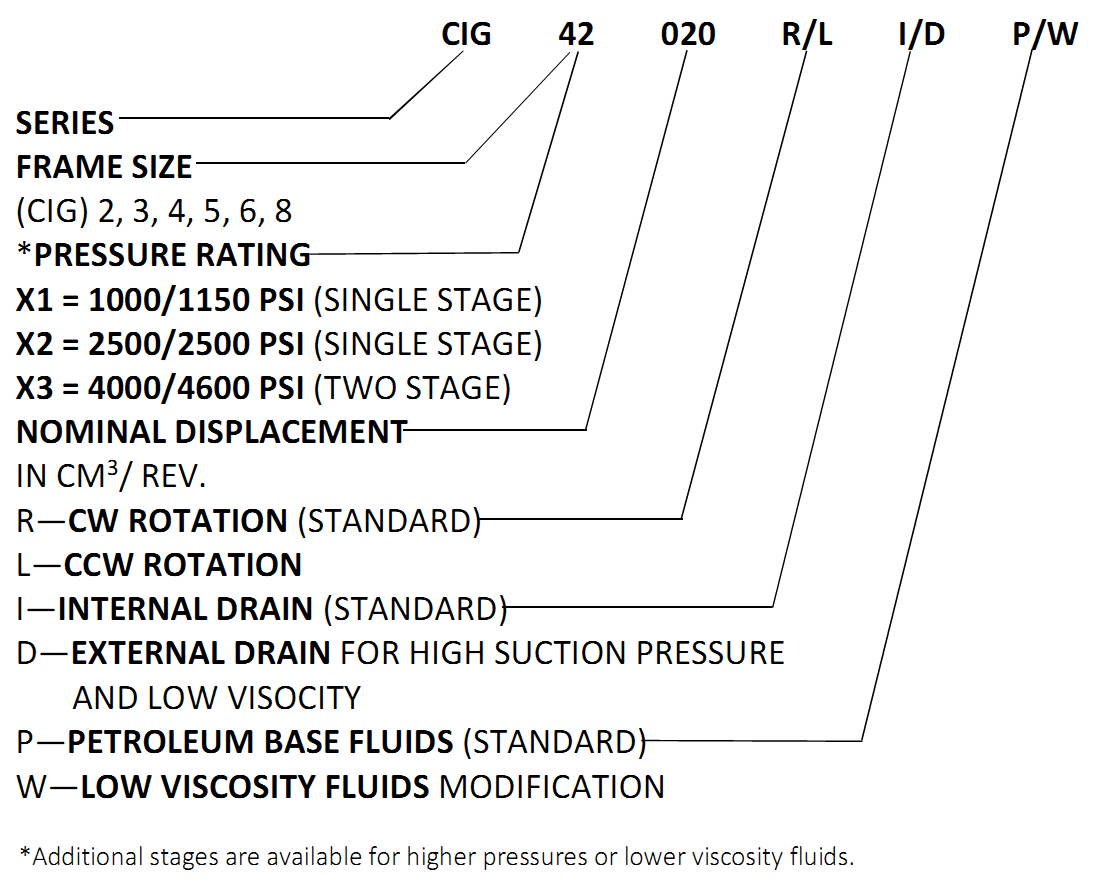 CIG 42 020 R/L I/D P/W
SERIES
FRAME SIZE
(CIG) 2, 3, 4, 5, 6, 8
*PRESSURE RATING
X1 = 1000/1150 PSI (SINGLE STAGE)
X2 = 2500/2500 PSI (SINGLE STAGE)
X3 = 4000/4600 PSI (TWO STAGE)
NOMINAL DISPLACEMENT
IN CM³/ REV.
R—CW ROTATION (STANDARD)
L—CCW ROTATION
I—INTERNAL DRAIN (STANDARD)
D—EXTERNAL DRAIN FOR HIGH SUCTION PRESSURE
AND LOW VISOCITY
P—PETROLEUM BASE FLUIDS (STANDARD)
W—LOW VISCOSITY FLUIDS MODIFICATION
*Additional stages are available for higher pressures or lower viscosity fluids.